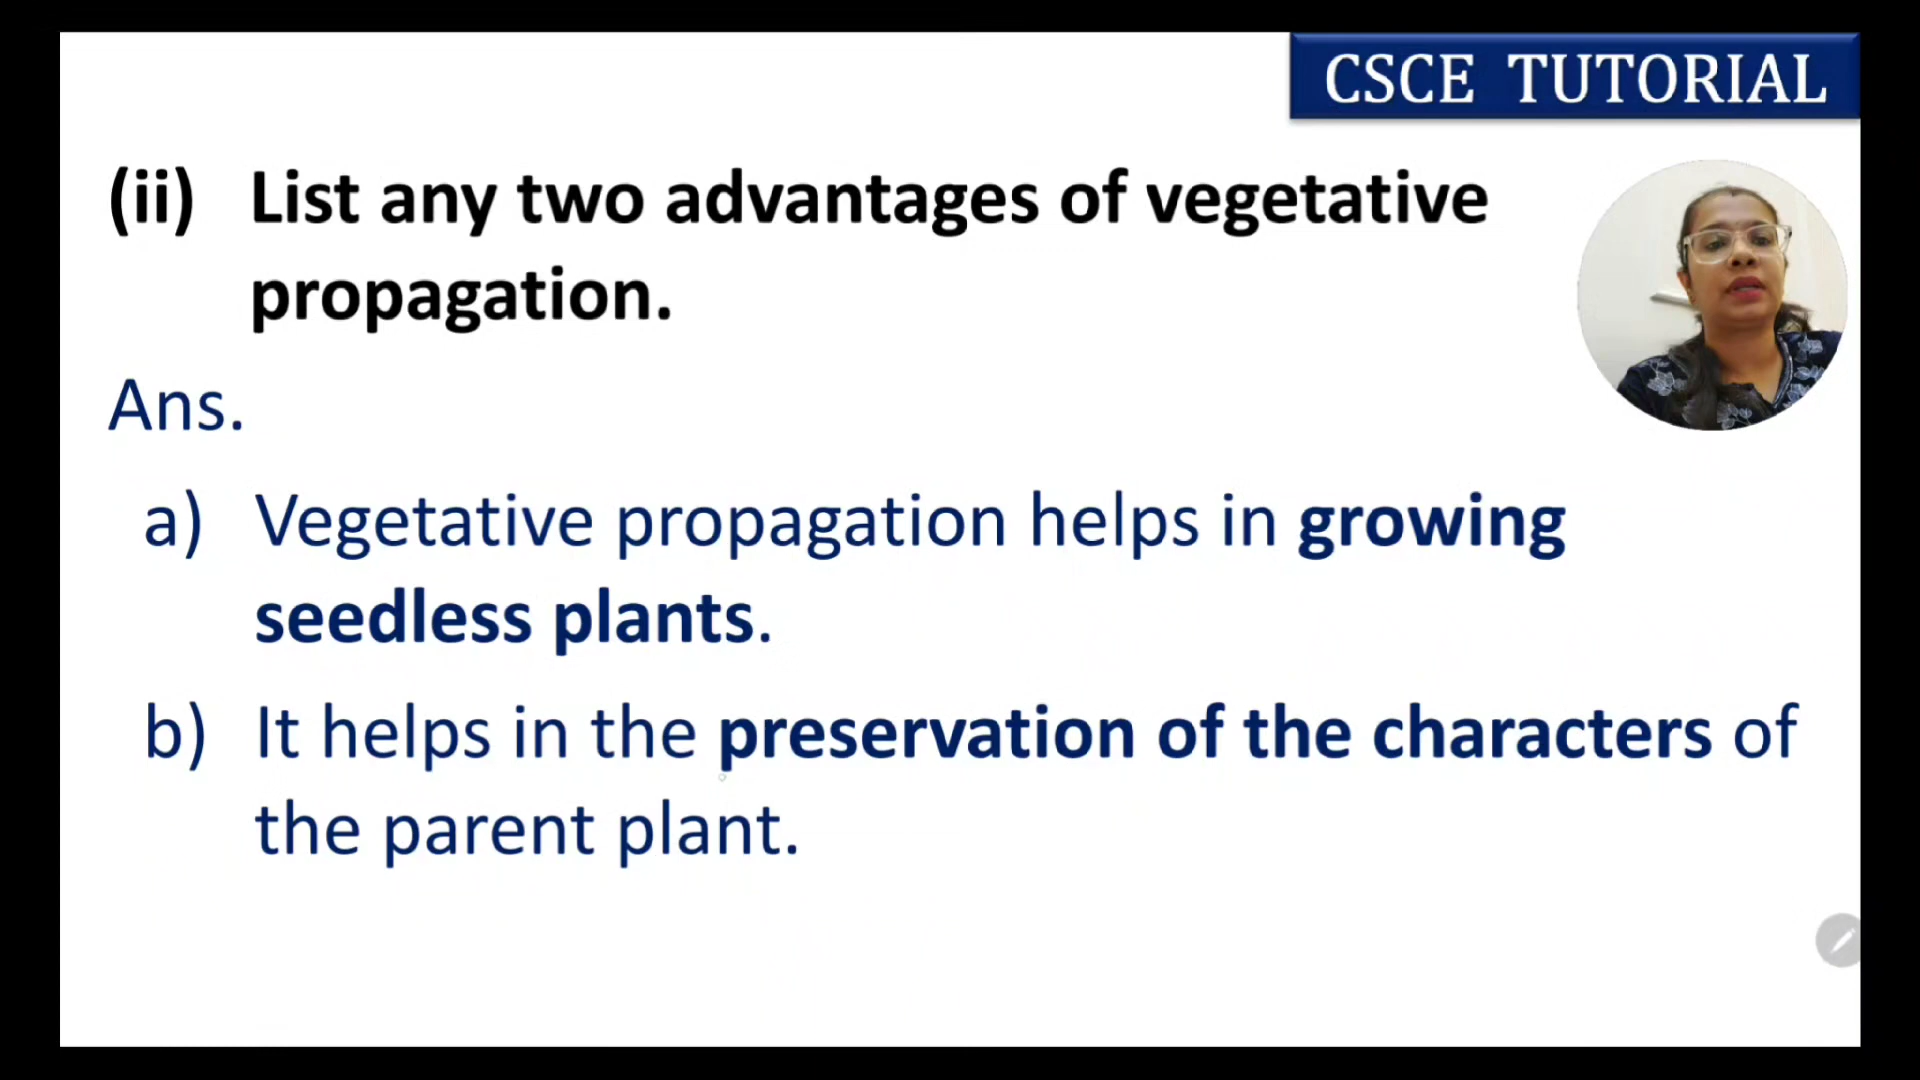 CSCE TUTORIAL
(ii) List any two advantages of vegetative
propagation.
Ans.
a) Vegetative propagation helps in growing
seedless plants.
b) It helps in the preservation of the characters of
the parent plant.